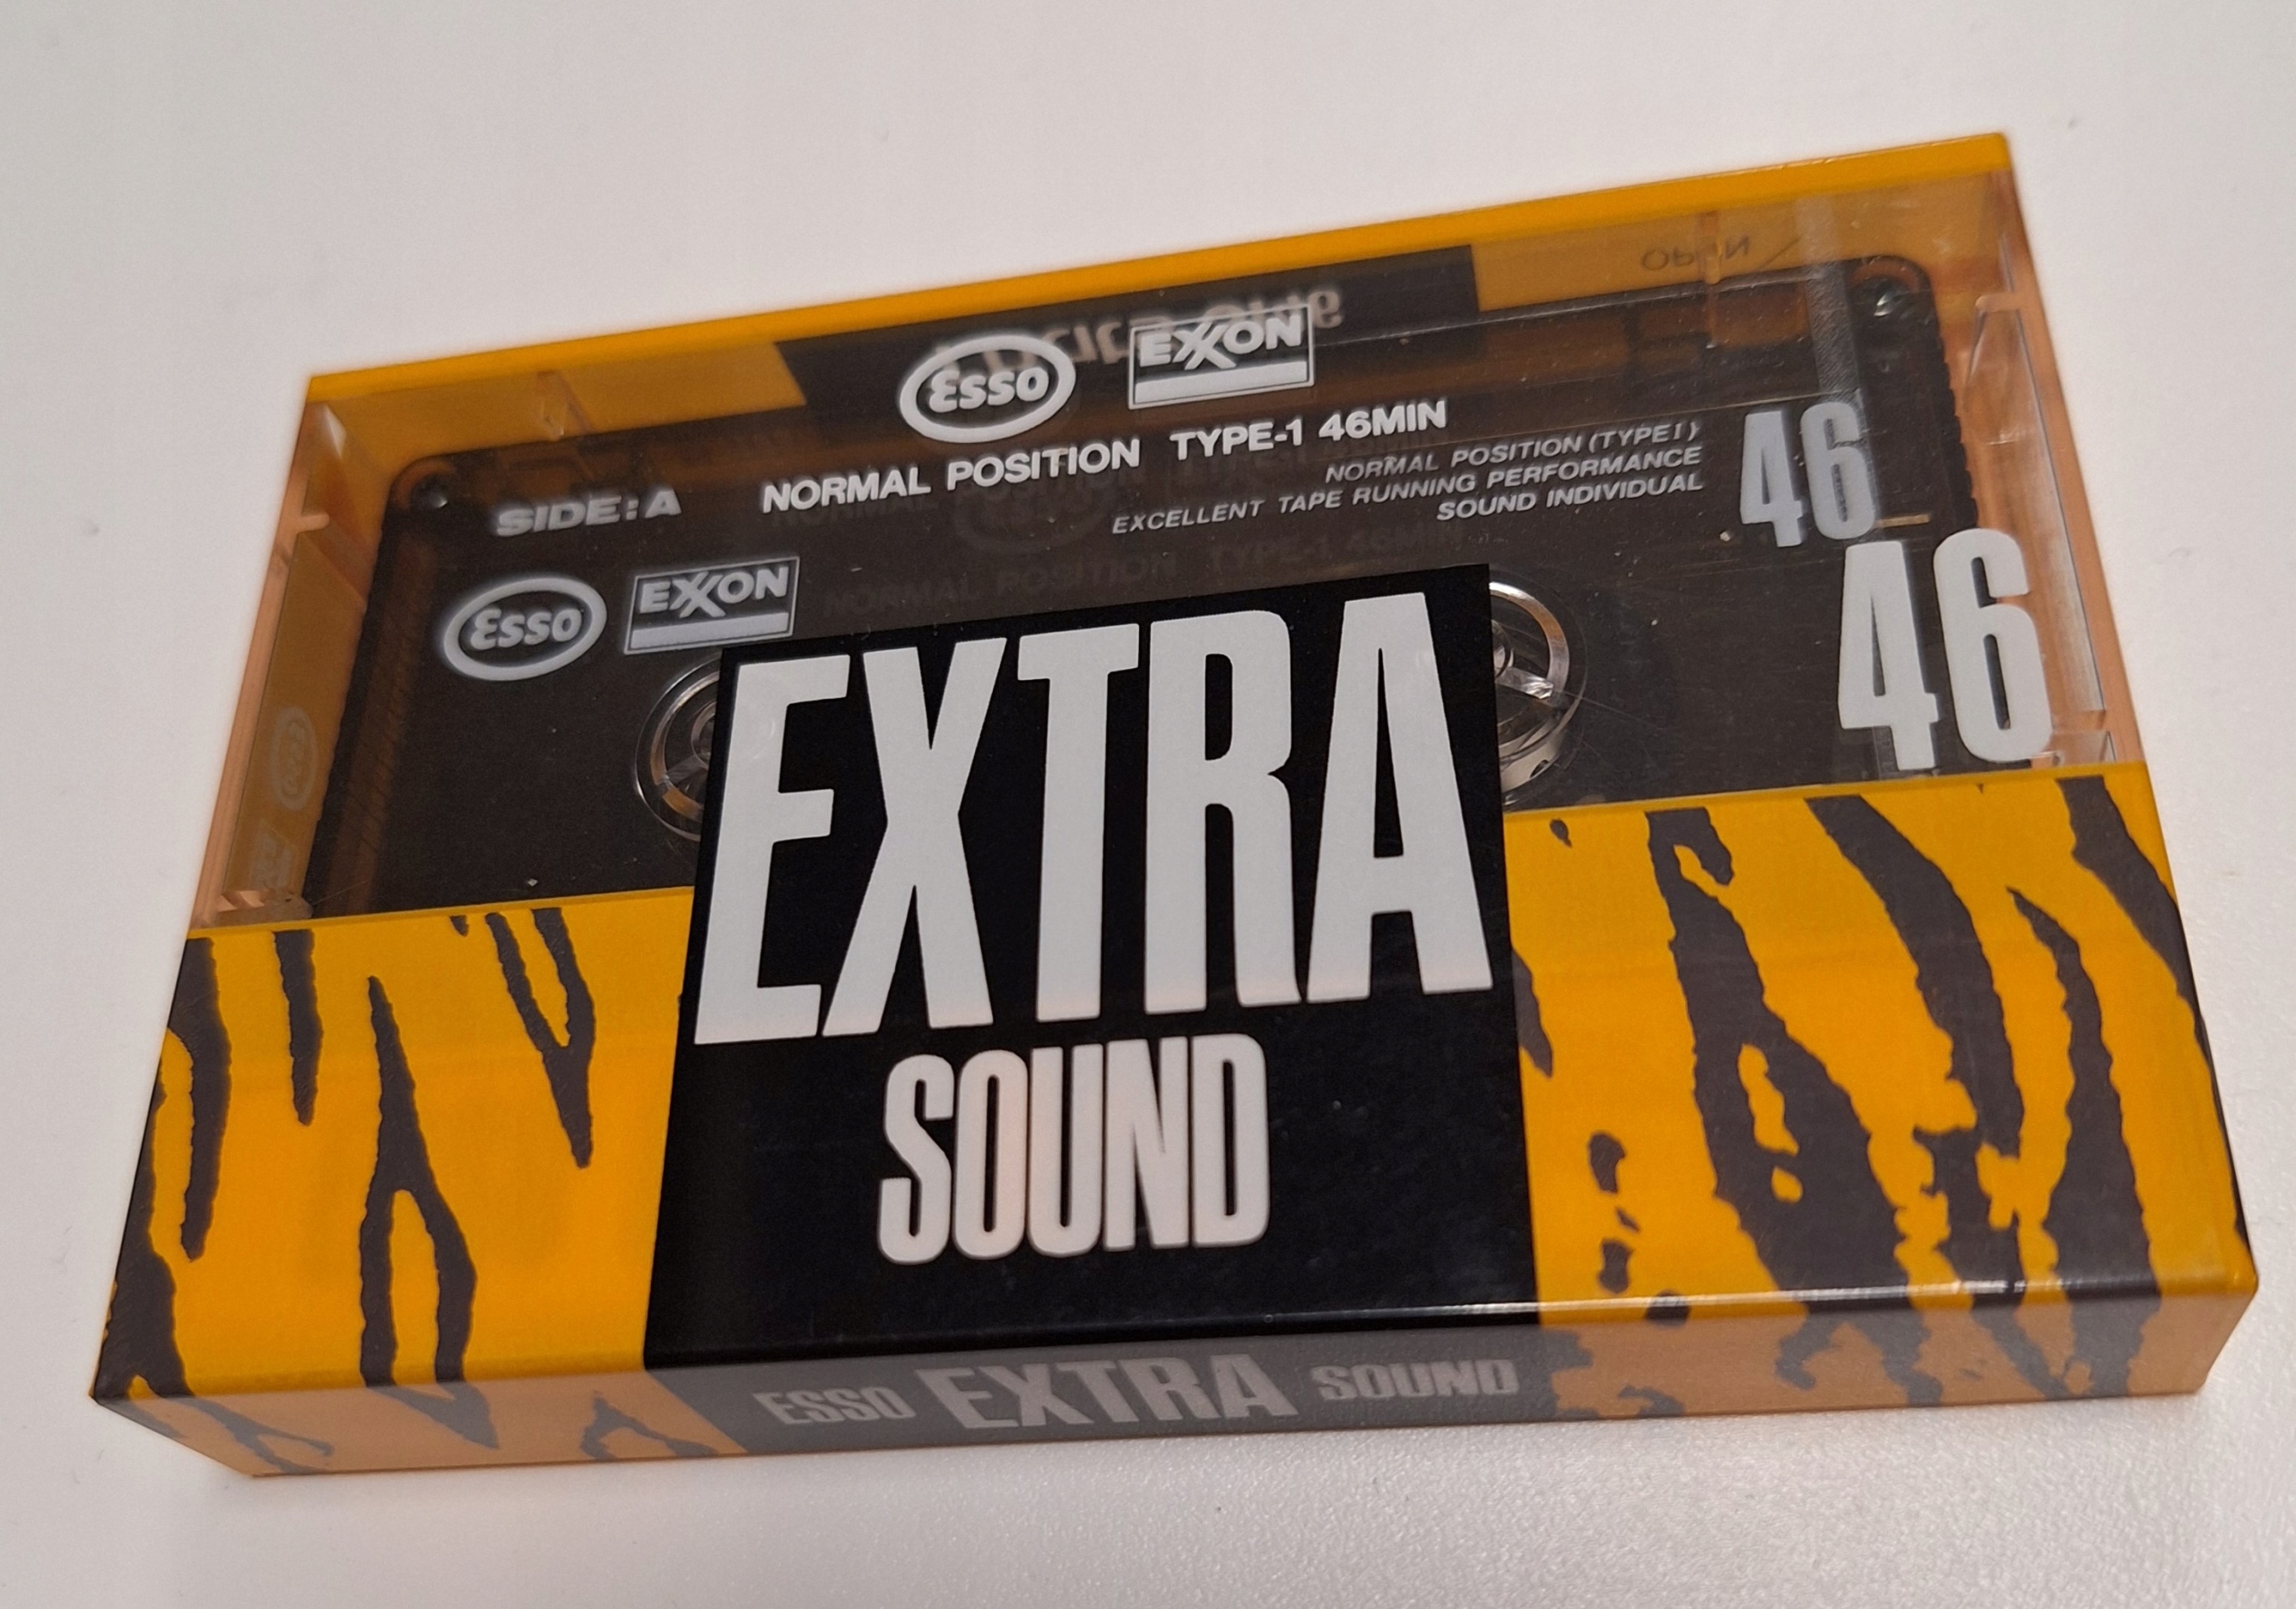 OPEN
Esso EXXON
NORMAL POSITION TYPE-1 46MIN
SIDE:A
NORMAL POSITION (TYPE I)
EXCELLENT TAPE RUNNING PERFORMANCE
SOUND INDIVIDUAL
46
Esso EXXON
46
EXTRA
SOUND
ESSO EXTRA SOUND